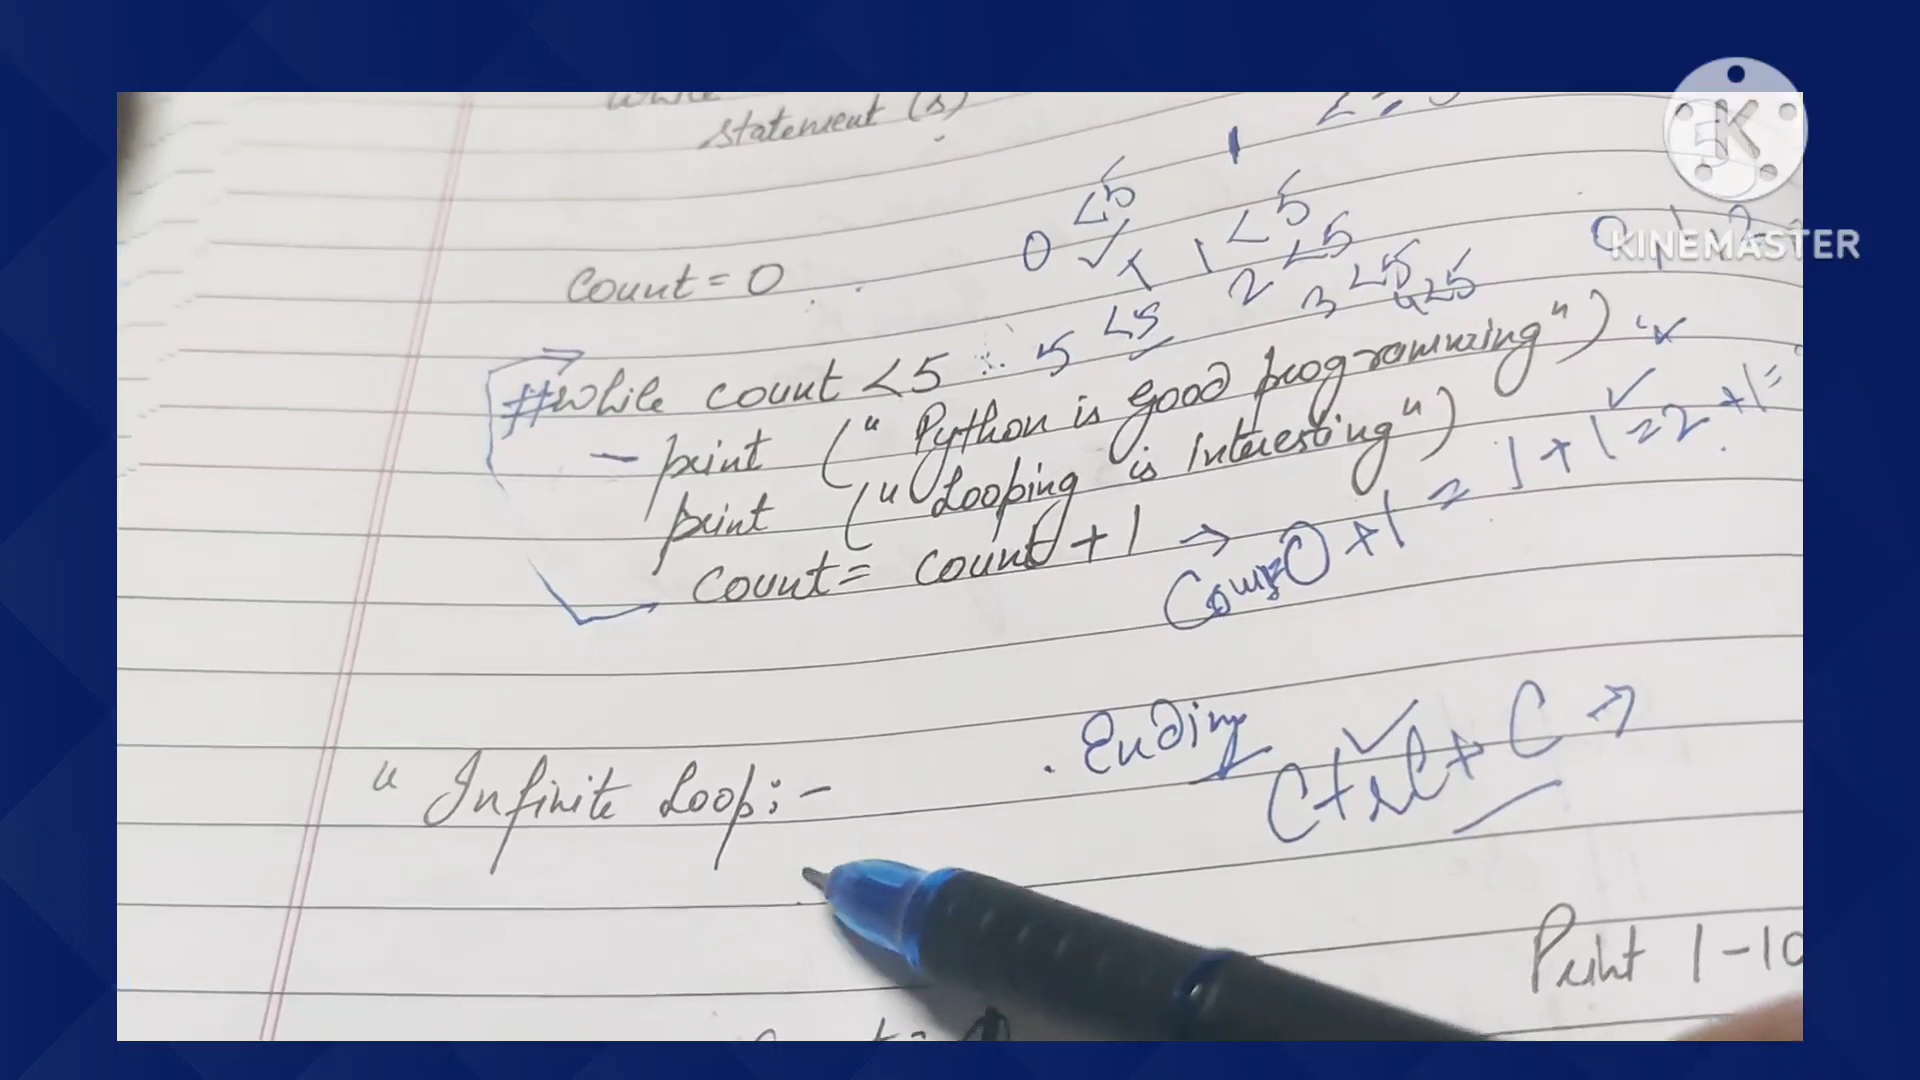 statement (s)
0 <5 ✓
1 <5
2 <5
3 <5
4<5
count = 0
KINEMASTER
5 <5
#while count <5
- print (" Python is good programming")
print (" Looping is interesting")
count = count + 1 →
0 + 1 = 1 + 1 = 2 + 1 =
. Ending
Ctrl + C →
" Infinite Loop:-
Print 1-10